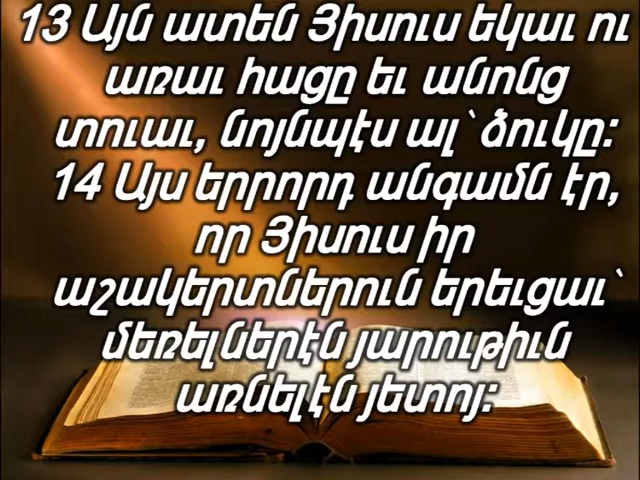 13 Այն ատեն Յիսուս եկաւ ու
առաւ հացը եւ անոնց
տուաւ, նոյնպէս ալ՝ ձուկը:
14 Այս երրորդ անգամն էր,
որ Յիսուս իր
աշակերտներուն երեւցաւ՝
մեռելներէն յարութիւն
առնելէն յետոյ: